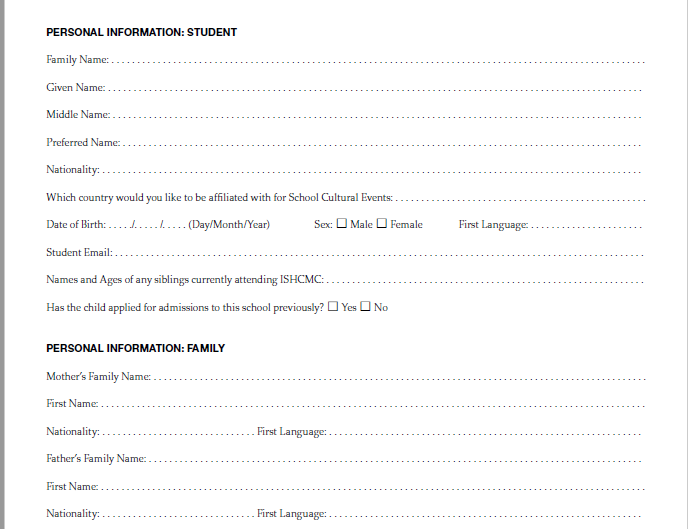 PERSONAL INFORMATION: STUDENT
Family Name: . . . . . . . . . . . . . . . . . . . . . . . . . . . . . . . . . . . . . . . .
Given Name: . . . . . . . . . . . . . . . . . . . . . . . . . . . . . . . . . . . . . . . .
Middle Name: . . . . . . . . . . . . . . . . . . . . . . . . . . . . . . . . . . . . . . . .
Preferred Name: . . . . . . . . . . . . . . . . . . . . . . . . . . . . . . . . . . . . . . . .
Nationality: . . . . . . . . . . . . . . . . . . . . . . . . . . . . . . . . . . . . . . . .
Which country would you like to be affiliated with for School Cultural Events: . . . . . . . . . . . . . . . . . . . .
Date of Birth: . . . . ./. . . . . /. . . . . (Day/Month/Year) Sex: ☐ Male ☐ Female First Language: . . . . . . . . . . . . . . . . . . . .
Student Email: . . . . . . . . . . . . . . . . . . . . . . . . . . . . . . . . . . . . . . . .
Names and Ages of any siblings currently attending ISHCMC: . . . . . . . . . . . . . . . . . . . . . . . . . . . . . .
Has the child applied for admissions to this school previously? ☐ Yes ☐ No
PERSONAL INFORMATION: FAMILY
Mother's Family Name: . . . . . . . . . . . . . . . . . . . . . . . . . . . . . . . . . . . . . . . .
First Name: . . . . . . . . . . . . . . . . . . . . . . . . . . . . . . . . . . . . . . . .
Nationality: . . . . . . . . . . . . . . . . . . . . First Language: . . . . . . . . . . . . . . . . . . . . . . . . . . . . . .
Father's Family Name: . . . . . . . . . . . . . . . . . . . . . . . . . . . . . . . . . . . . . . . .
First Name: . . . . . . . . . . . . . . . . . . . . . . . . . . . . . . . . . . . . . . . .
Nationality: . . . . . . . . . . . . . . . . . . . . First Language: . . . . . . . . . . . . . . . . . . . . . . . . . . . . . .